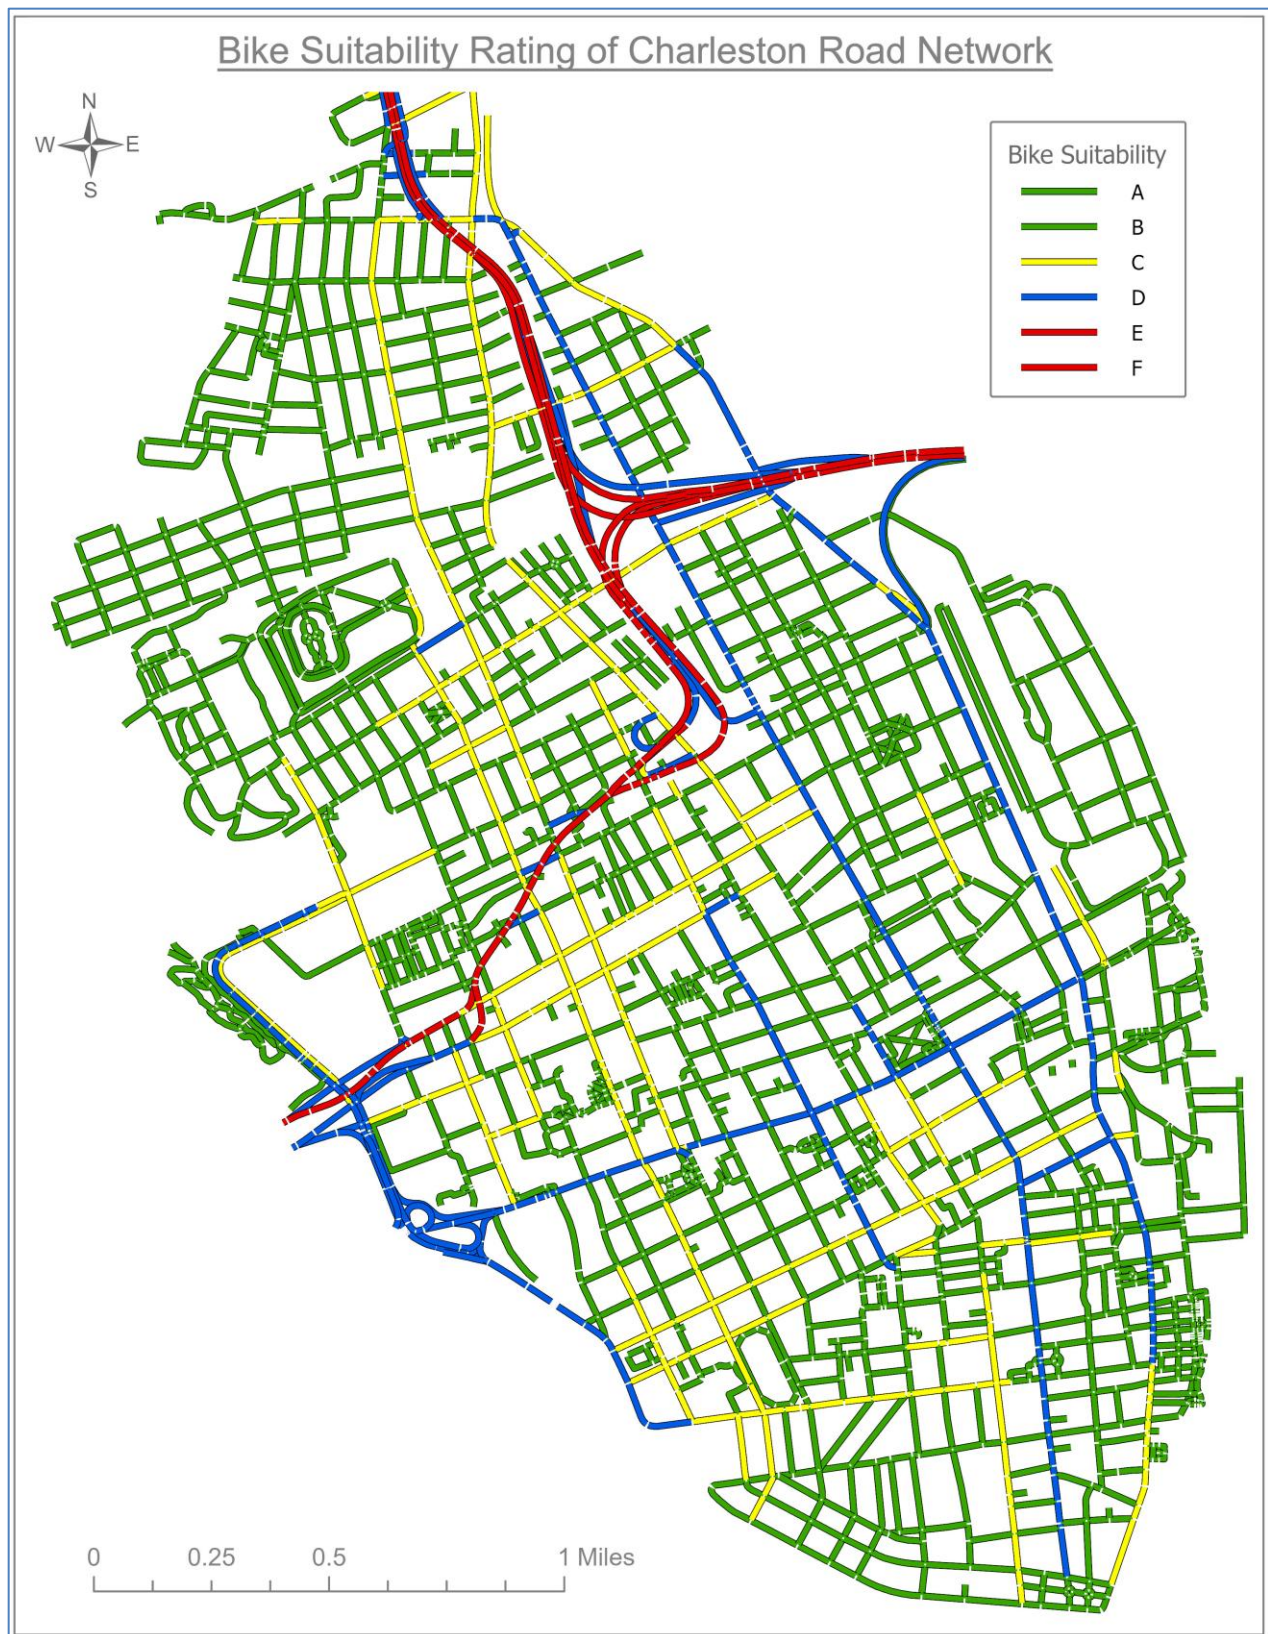 Bike Suitability Rating of Charleston Road Network
N
W E
S
Bike Suitability
A
B
C
D
E
F
0 0.25 0.5 1 Miles